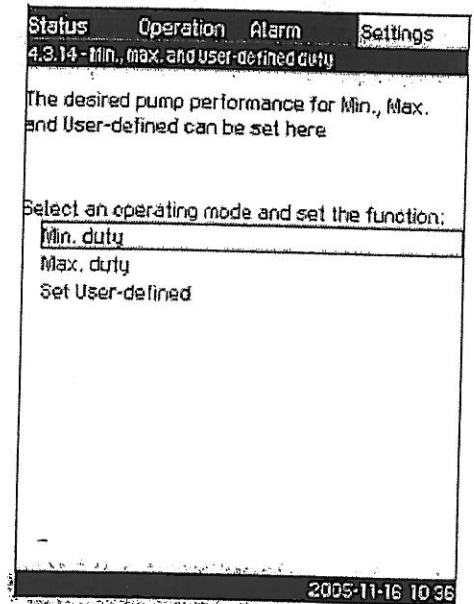 Status Operation Alarm Settings
4.3.14 - Min., max. and user-defined duty
The desired pump performance for Min., Max.
and User-defined can be set here
Select an operating mode and set the function:
Min. duty
Max. duty
Set User-defined
2005-11-16 10:36